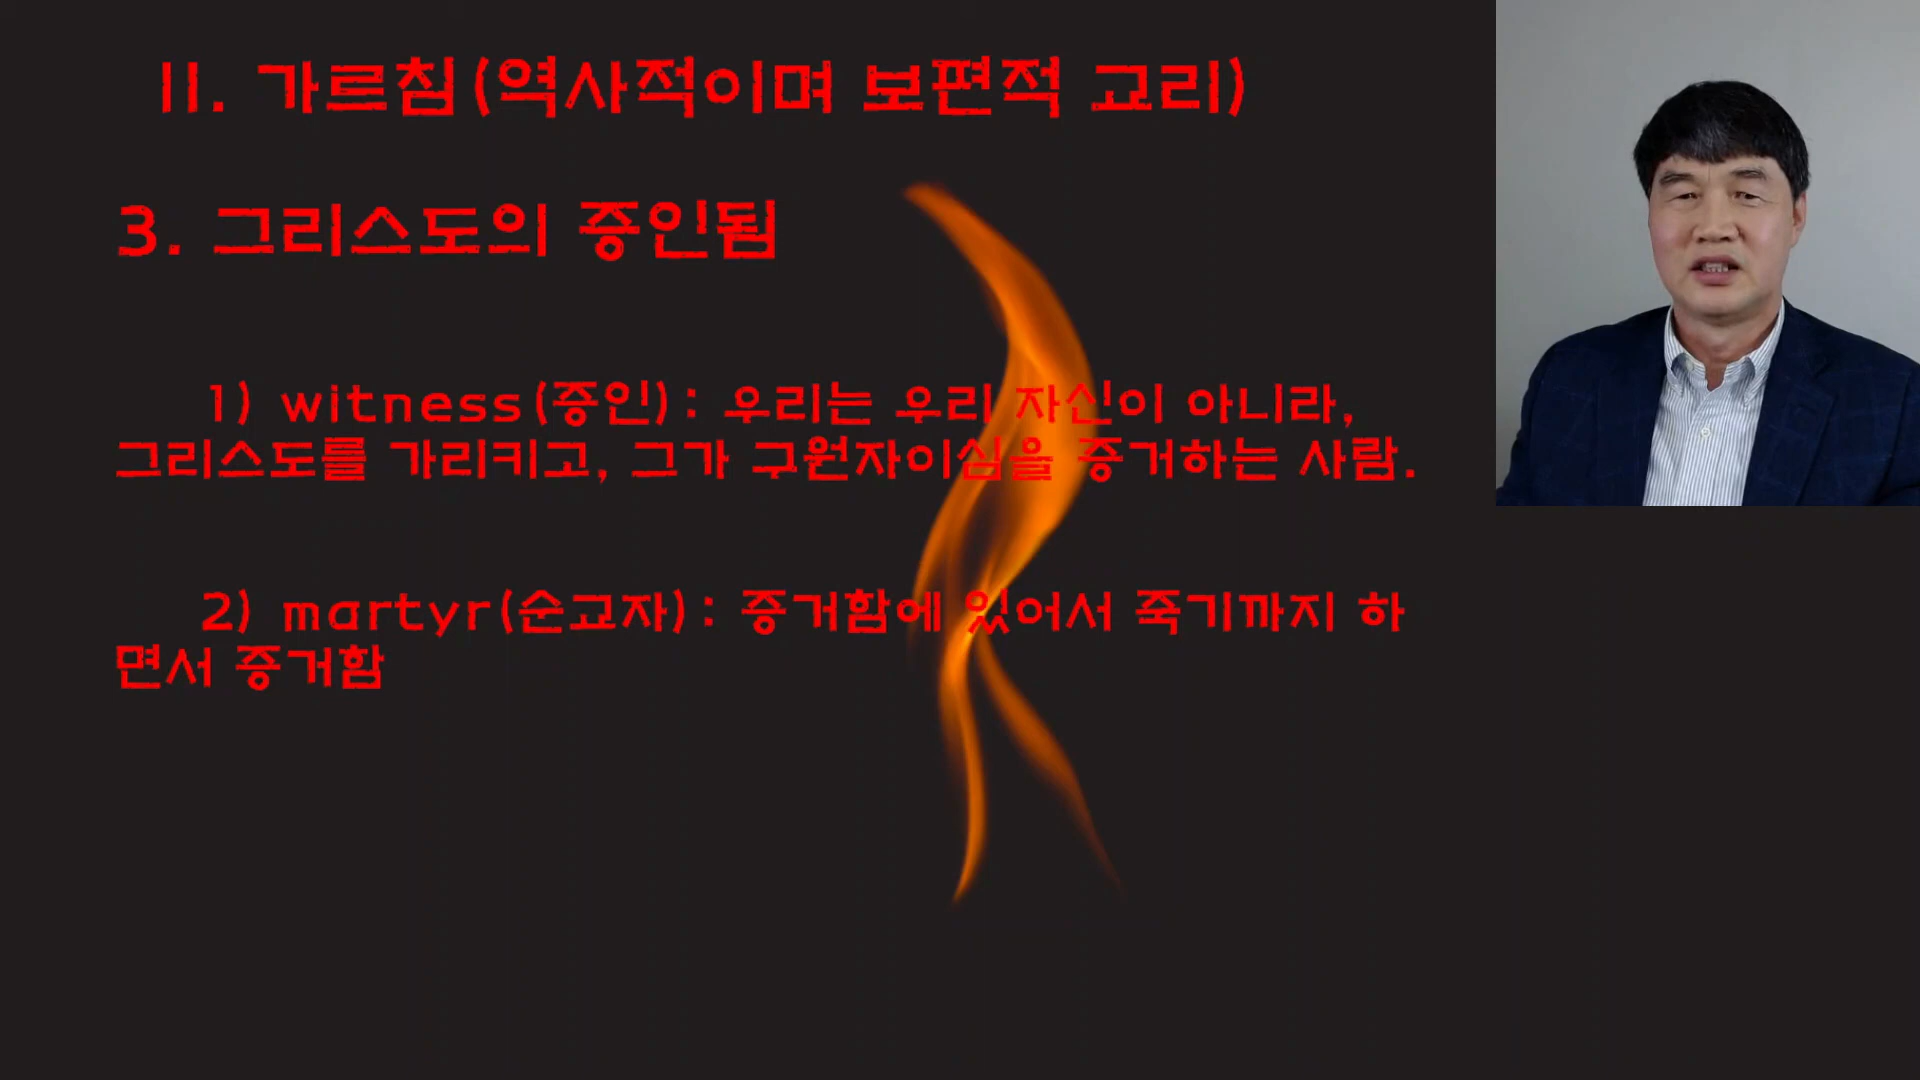 II. 가르침(역사적이며 보편적 교리)
3. 그리스도의 증인됨
1) witness(증인): 우리는 우리 자신이 아니라,
그리스도를 가리키고, 그가 구원자이심을 증거하는 사람.
2) martyr(순교자): 증거함에 있어서 죽기까지 하
면서 증거함